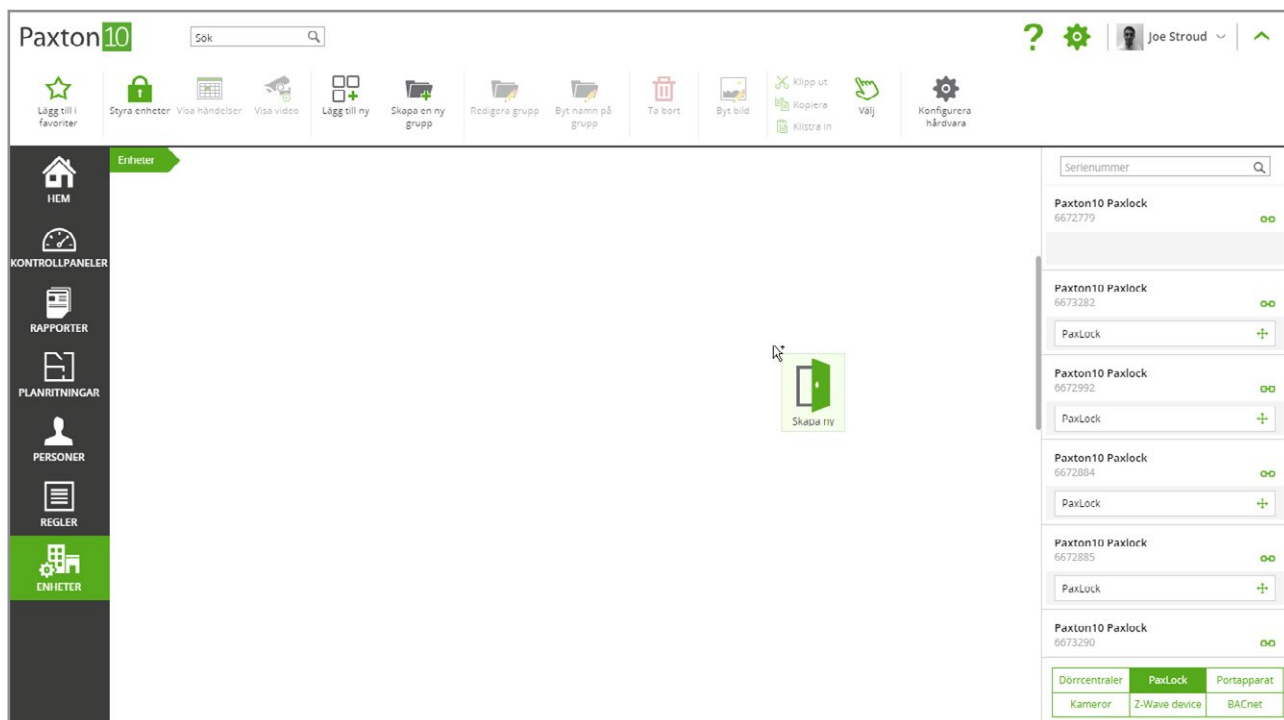 Paxton10
Sök
?
Joe Stroud
Lägg till i favoriter
Styra enheter
Visa händelser
Visa video
Lägg till ny
Skapa en ny grupp
Redigera grupp
Byt namn på grupp
Ta bort
Byt bild
Klipp ut
Kopiera
Klistra in
Välj
Konfigurera hårdvara
HEM
KONTROLLPANELER
RAPPORTER
PLANRITNINGAR
PERSONER
REGLER
ENHETER
Enheter
Skapa ny
Serienummer
Paxton10 Paxlock
6672779
Paxton10 Paxlock
6673282
PaxLock
Paxton10 Paxlock
6672992
PaxLock
Paxton10 Paxlock
6672884
PaxLock
Paxton10 Paxlock
6672885
PaxLock
Paxton10 Paxlock
6673290
Dörrcentraler PaxLock Portapparat
Kameror Z-Wave device BACnet